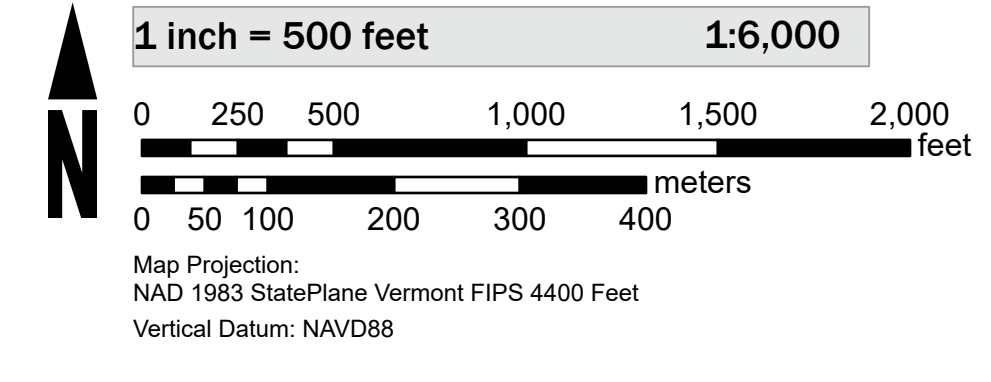 1 inch = 500 feet 1:6,000
0 250 500 1,000 1,500 2,000
feet
meters
0 50 100 200 300 400
N
Map Projection:
NAD 1983 StatePlane Vermont FIPS 4400 Feet
Vertical Datum: NAVD88